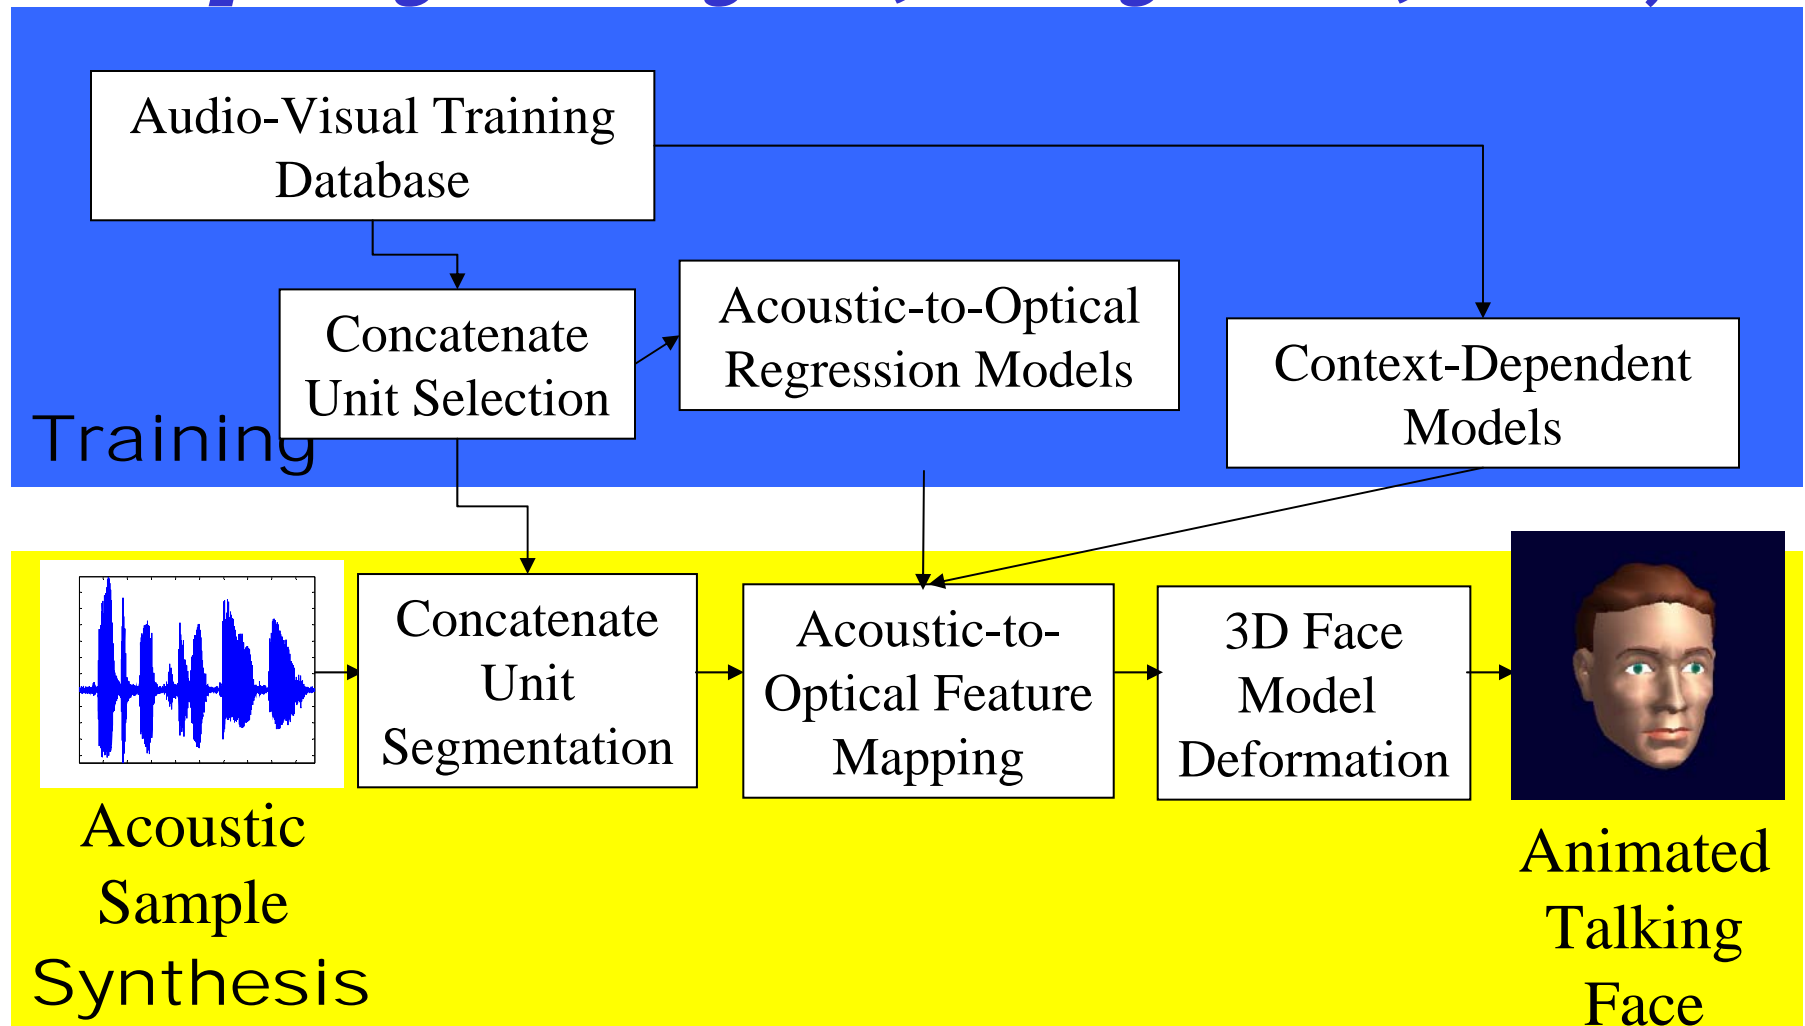 Audio-Visual Training
Database
Concatenate
Unit Selection
Acoustic-to-Optical
Regression Models
Context-Dependent
Models
Training
Concatenate
Unit
Segmentation
Acoustic-to-
Optical Feature
Mapping
3D Face
Model
Deformation
Acoustic
Sample
Animated
Talking
Face
Synthesis